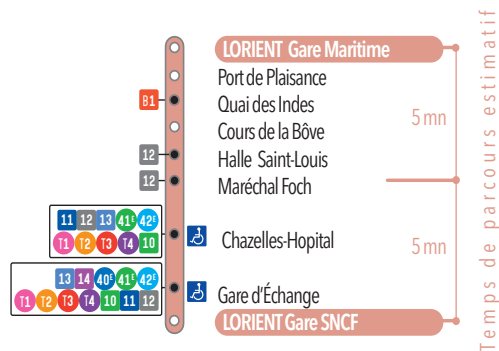 LORIENT Gare Maritime
Port de Plaisance
B1 Quai des Indes
Cours de la Bôve
12 Halle Saint-Louis
12 Maréchal Foch
5 mn
11 12 13 41E 42E
T1 T2 T3 T4 10
Chazelles-Hopital
5 mn
13 14 40E 41E 42E
T1 T2 T3 T4 10 11 12
Gare d'Échange
LORIENT Gare SNCF
Temps de parcours estimatif